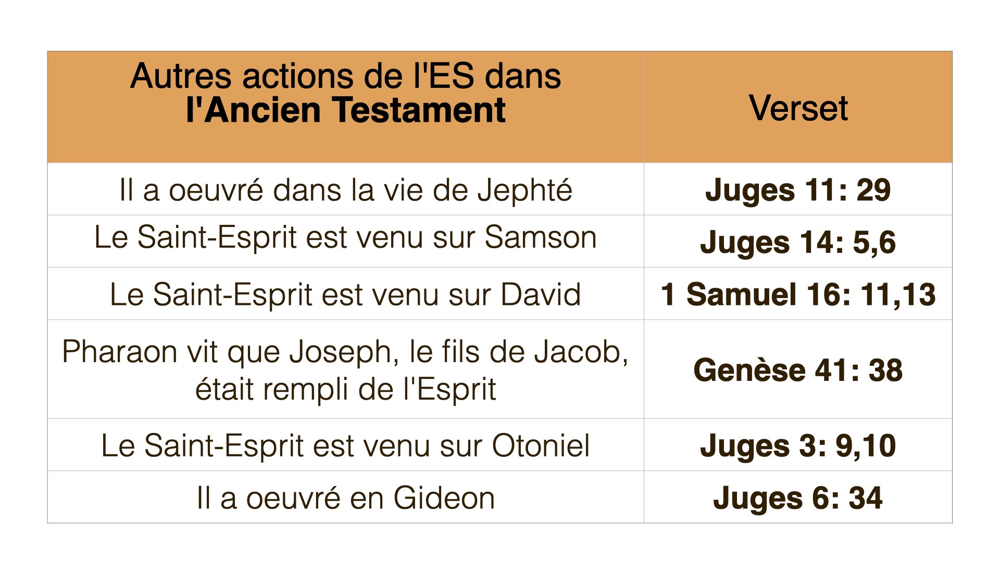 Autres actions de l'ES dans
l'Ancien Testament
Verset
Il a oeuvré dans la vie de Jephté
Juges 11: 29
Le Saint-Esprit est venu sur Samson
Juges 14: 5,6
Le Saint-Esprit est venu sur David
1 Samuel 16: 11,13
Pharaon vit que Joseph, le fils de Jacob,
était rempli de l'Esprit
Genèse 41: 38
Le Saint-Esprit est venu sur Otoniel
Juges 3: 9,10
Il a oeuvré en Gideon
Juges 6: 34